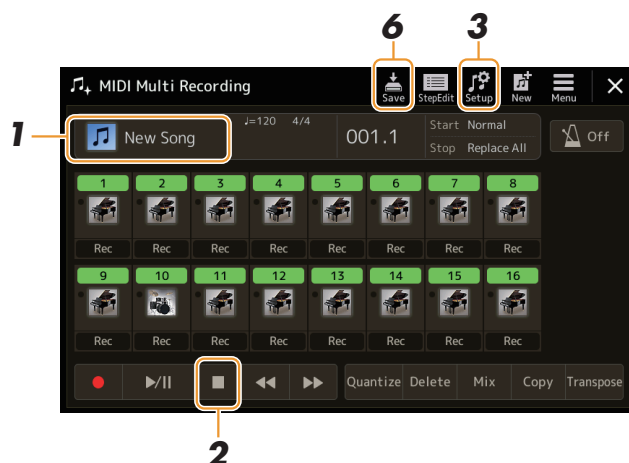 6 3
MIDI Multi Recording Save StepEdit Setup New Menu ×
1 New Song ♩=120 4/4 001.1 Start Normal Off
Stop Replace All
1 2 3 4 5 6 7 8
Rec Rec Rec Rec Rec Rec Rec Rec
9 10 11 12 13 14 15 16
Rec Rec Rec Rec Rec Rec Rec Rec
Quantize Delete Mix Copy Transpose
2